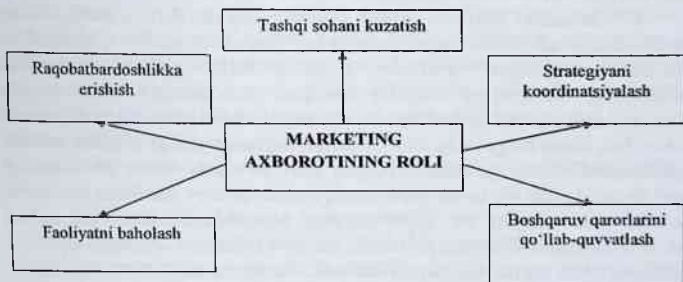 Tashqi sohani kuzatish
Raqobatbardoshlikka
erishish
Strategiyani
koordinatsiyalash
MARKETING
AXBOROTINING ROLI
Faoliyatni baholash
Boshqaruv qarorlarini
qo'llab-quvvatlash